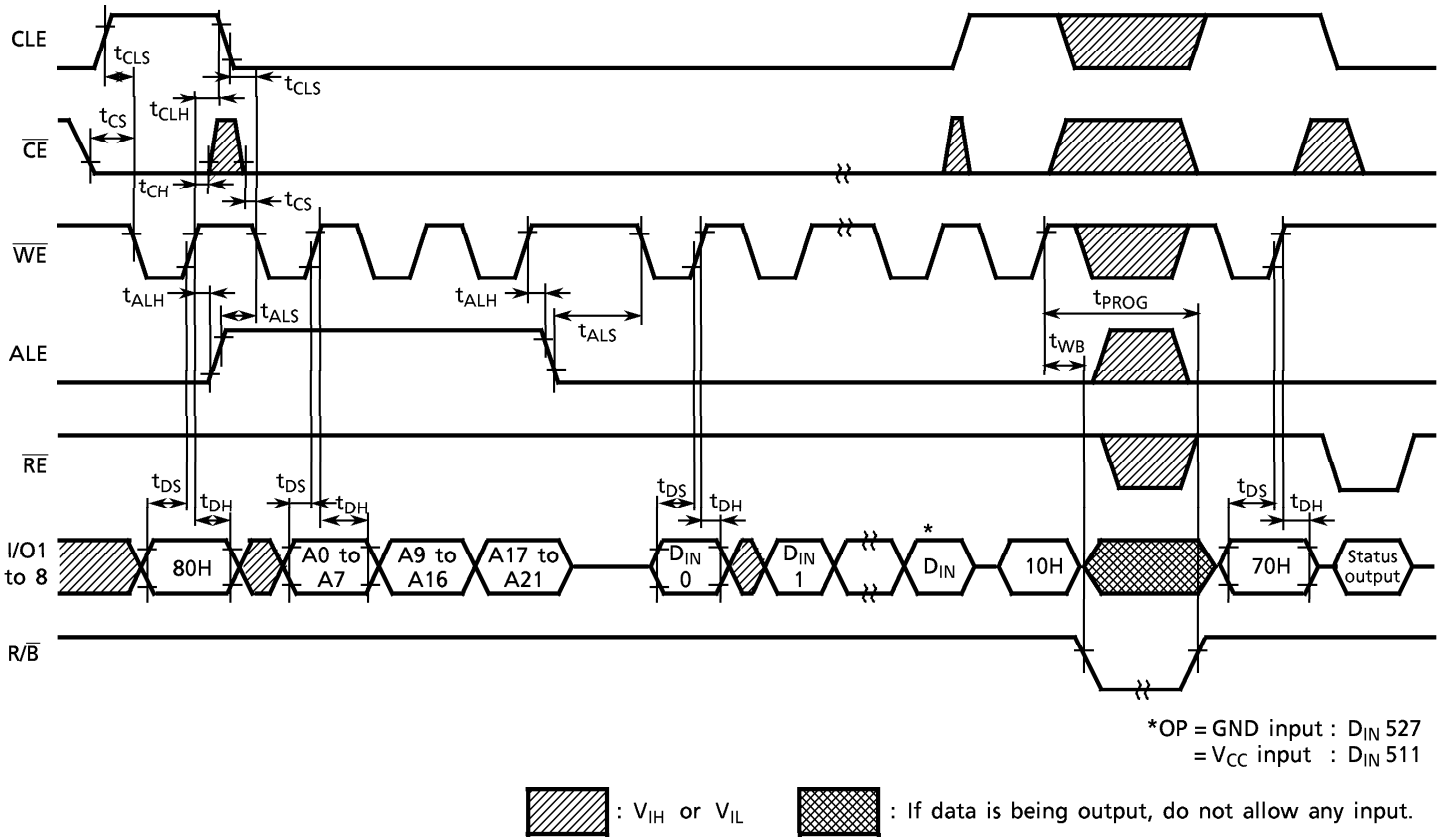 CLE
tCLS
tCLS
tCLH
tCS
CE
tCH
tCS
WE
tALH
tALS
tALH
tALS
tPROG
tWB
ALE
RE
tDS
tDH
tDS
tDH
tDS
tDH
tDS
tDH
I/O1
to 8
80H
A0 to
A7
A9 to
A16
A17 to
A21
DIN
0
DIN
1
*
DIN
10H
70H
Status
output
R/B
*OP = GND input : DIN 527
= VCC input : DIN 511
: VIH or VIL
: If data is being output, do not allow any input.